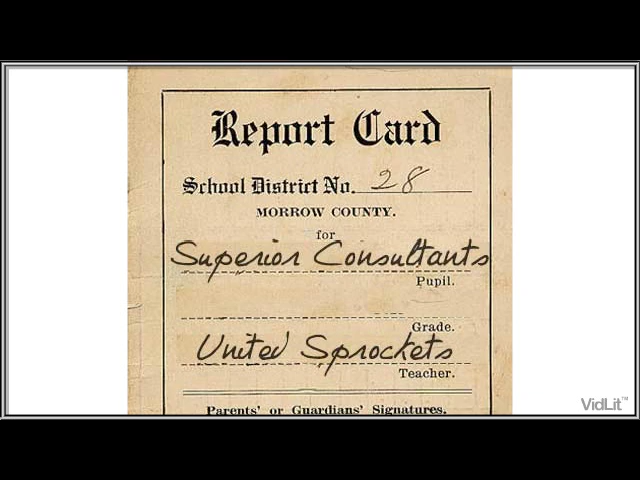 Report Card
School District No. 28
MORROW COUNTY.
for
Superior Consultants
Pupil.
Grade.
United Sprockets
Teacher.
Parents' or Guardians' Signatures.
VidLit™